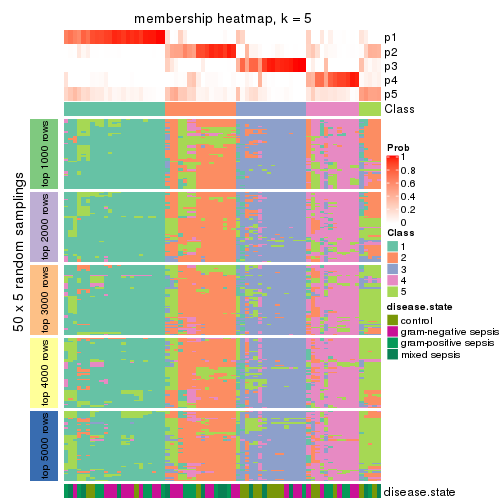 membership heatmap, k = 5
p1
p2
p3
p4
p5
Class
50 x 5 random samplings
top 1000 rows
top 2000 rows
top 3000 rows
top 4000 rows
top 5000 rows
Prob
1
0.8
0.6
0.4
0.2
0
Class
1
2
3
4
5
disease.state
control
gram-negative sepsis
gram-positive sepsis
mixed sepsis
disease.state